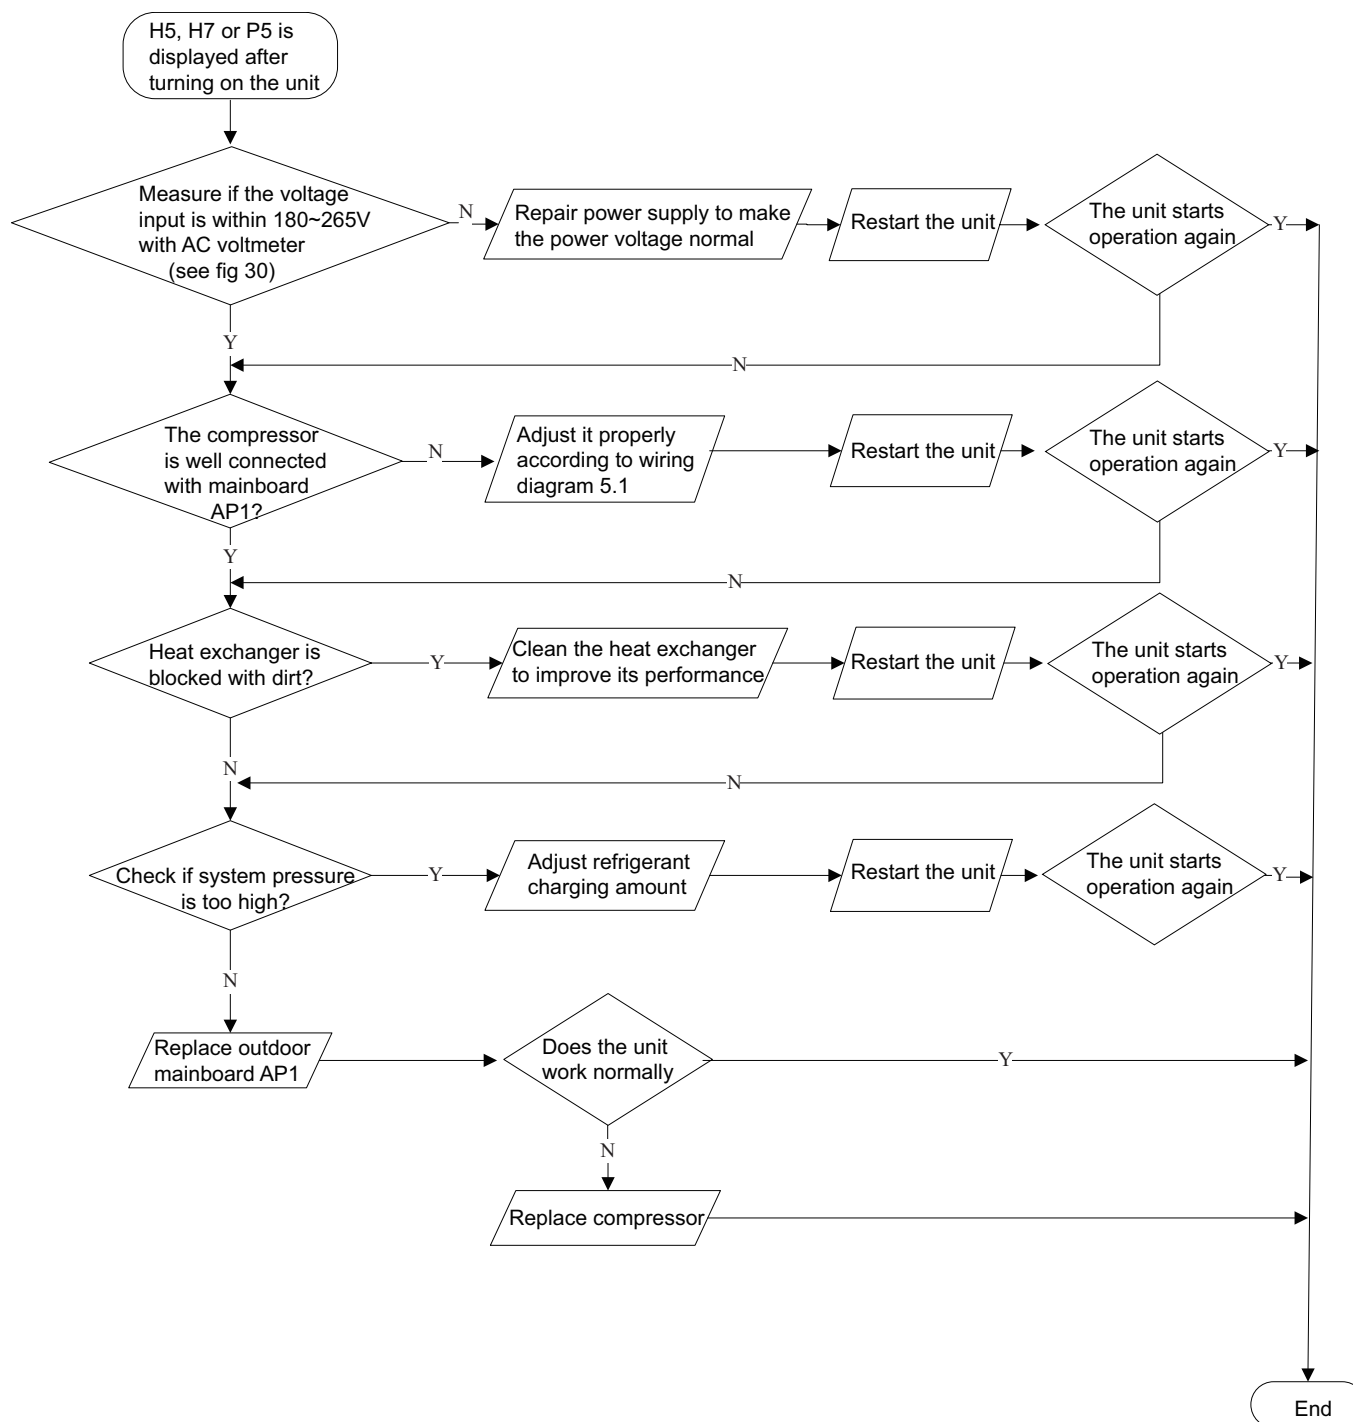 H5, H7 or P5 is
displayed after
turning on the unit
Measure if the voltage
input is within 180~265V
with AC voltmeter
(see fig 30)
N
Repair power supply to make
the power voltage normal
Restart the unit
The unit starts
operation again
Y
Y
N
The compressor
is well connected
with mainboard
AP1?
N
Adjust it properly
according to wiring
diagram 5.1
Restart the unit
The unit starts
operation again
Y
Y
N
Heat exchanger is
blocked with dirt?
Y
Clean the heat exchanger
to improve its performance
Restart the unit
The unit starts
operation again
Y
N
N
Check if system pressure
is too high?
Y
Adjust refrigerant
charging amount
Restart the unit
The unit starts
operation again
Y
N
Replace outdoor
mainboard AP1
Does the unit
work normally
Y
N
Replace compressor
End